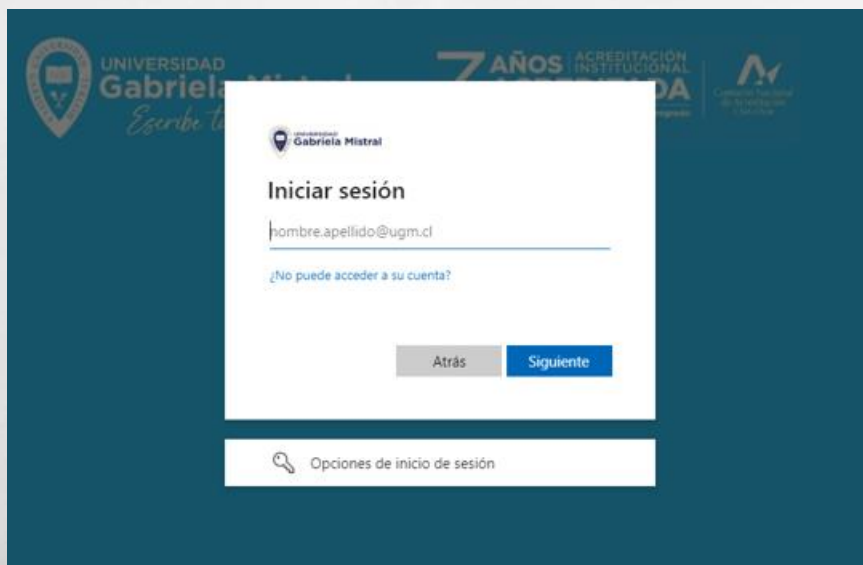 UNIVERSIDAD
Gabriela
Escribe
7 AÑOS ACREDITACIÓN
INSTITUCIONAL
UNIVERSIDAD
Gabriela Mistral
Iniciar sesión
nombre.apellido@ugm.cl
¿No puede acceder a su cuenta?
Atrás
Siguiente
Opciones de inicio de sesión